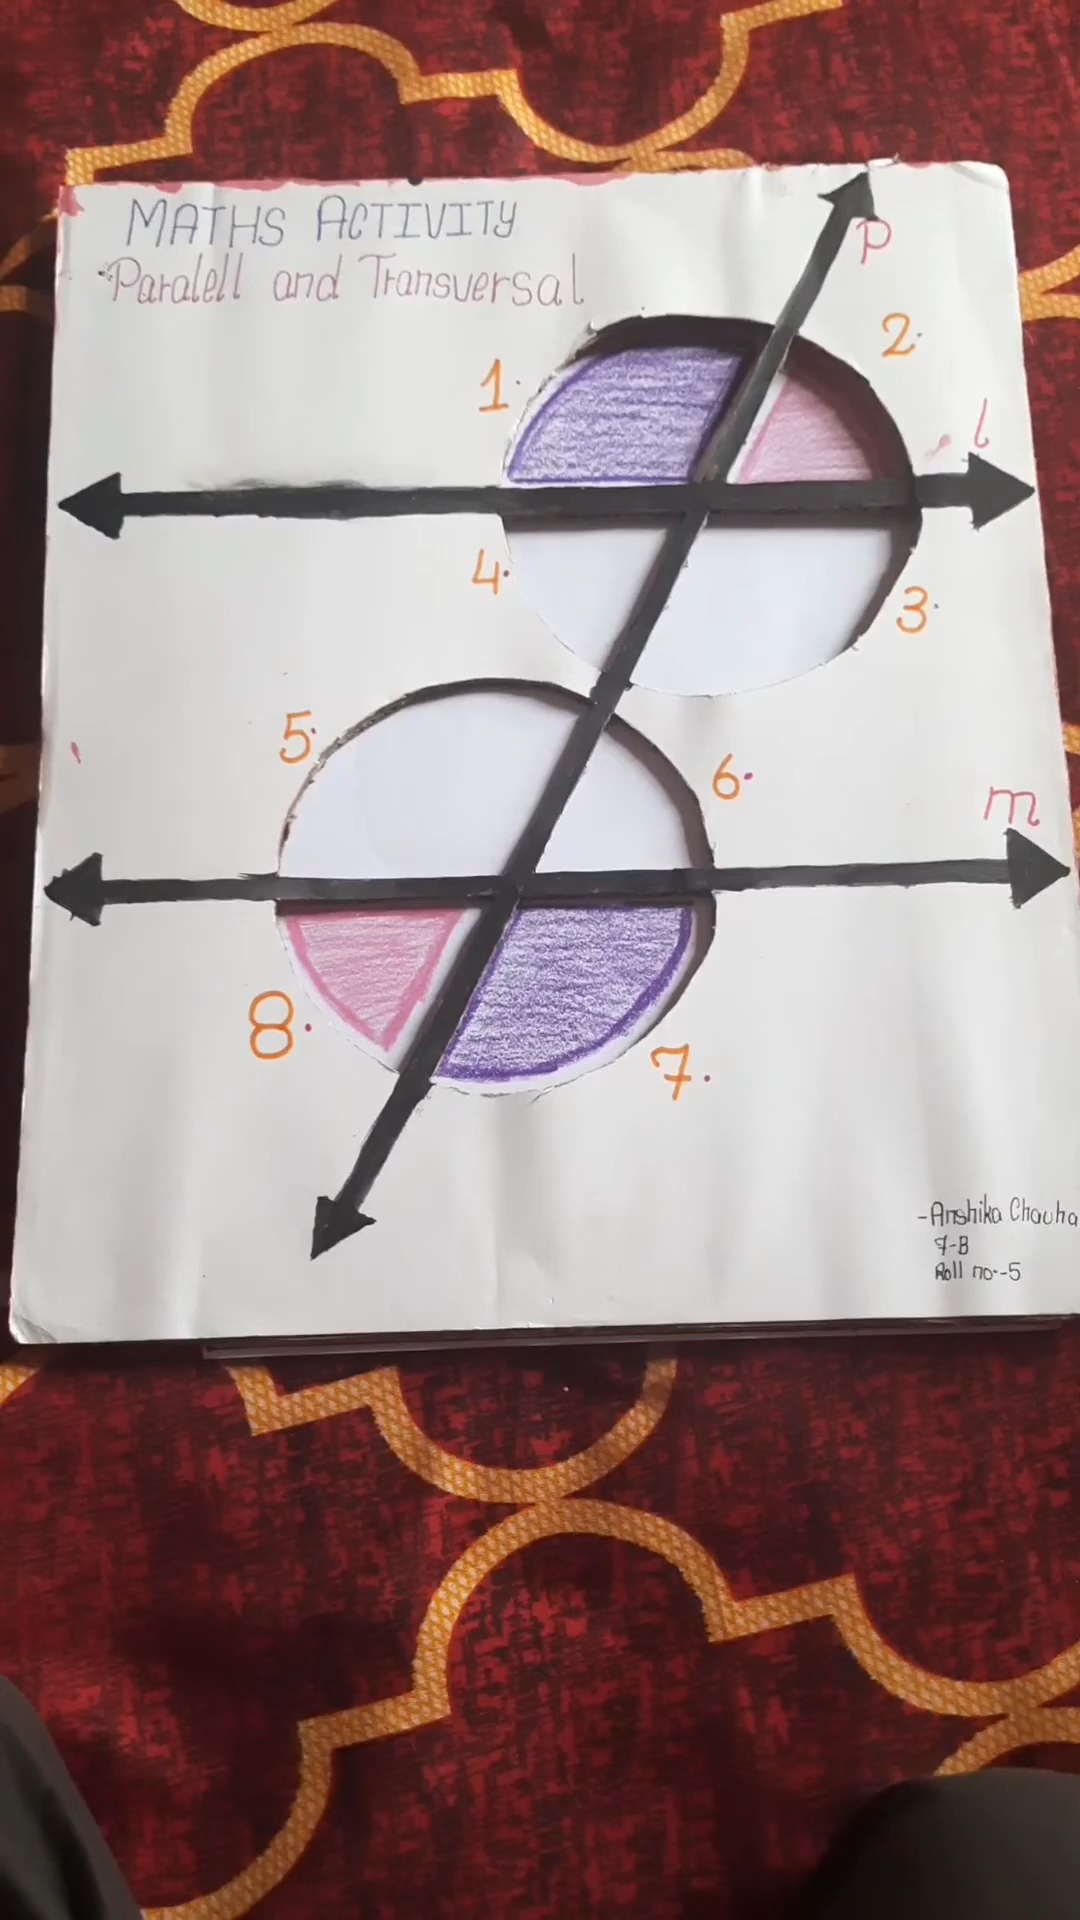 MATHS ACTIVITY
Paralell and Transversal
p
2.
1.
l
4.
3.
5.
6.
m
8.
7.
-Anshika Chauha
7-B
Roll no--5